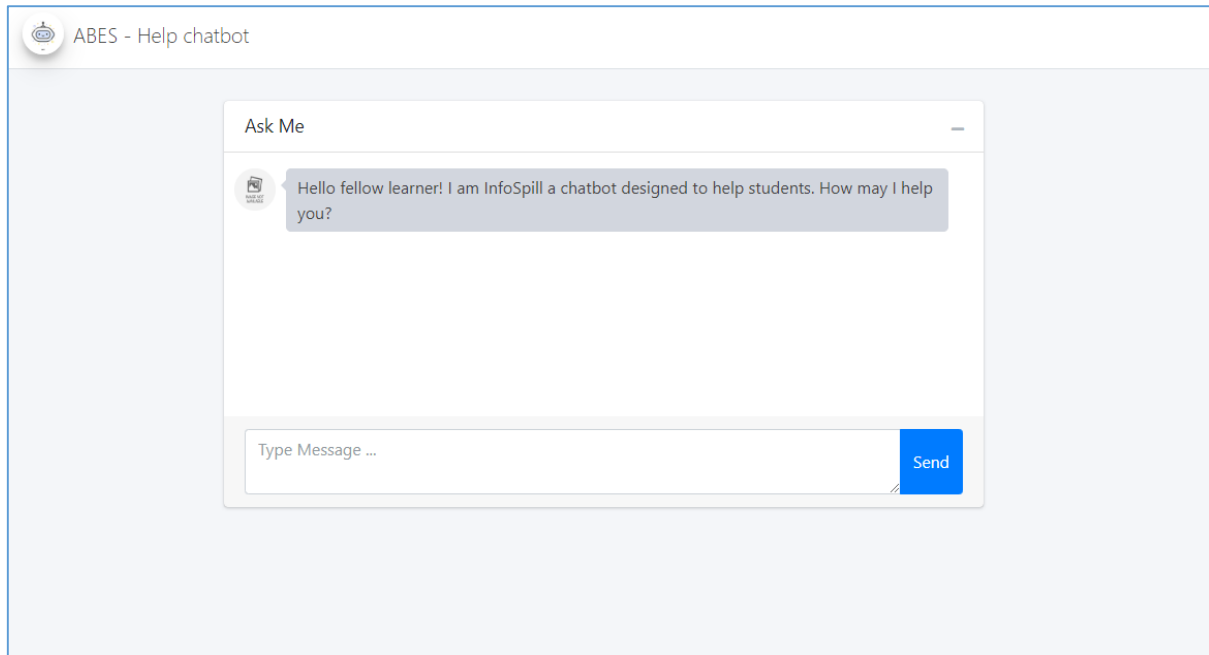 ABES - Help chatbot
Ask Me
Hello fellow learner! I am InfoSpill a chatbot designed to help students. How may I help
you?
Type Message ...
Send